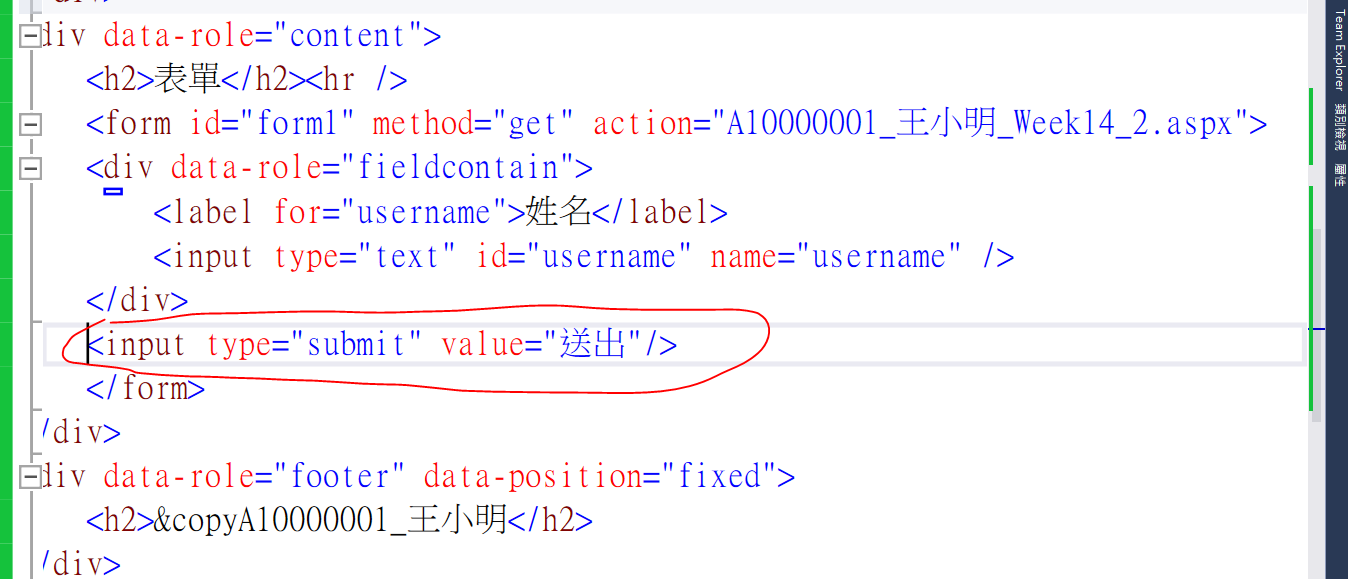 div data-role="content">
<h2>表單</h2><hr />
<form id="form1" method="get" action="A10000001_王小明_Week14_2.aspx">
<div data-role="fieldcontain">
<label for="username">姓名</label>
<input type="text" id="username" name="username" />
</div>
<input type="submit" value="送出"/>
</form>
/div>
div data-role="footer" data-position="fixed">
<h2>&copyA10000001_王小明</h2>
/div>
Team Explorer
類別檢視
屬性